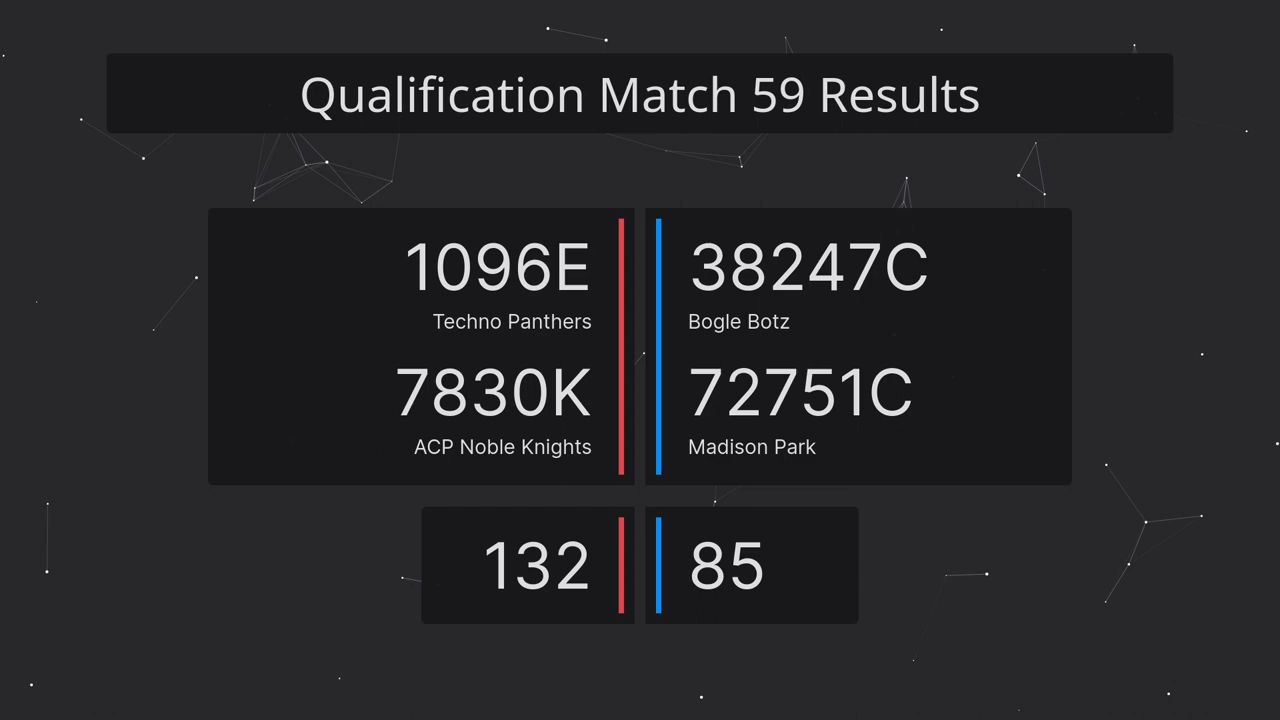 Qualification Match 59 Results
1096E
Techno Panthers
7830K
ACP Noble Knights
38247C
Bogle Botz
72751C
Madison Park
132
85